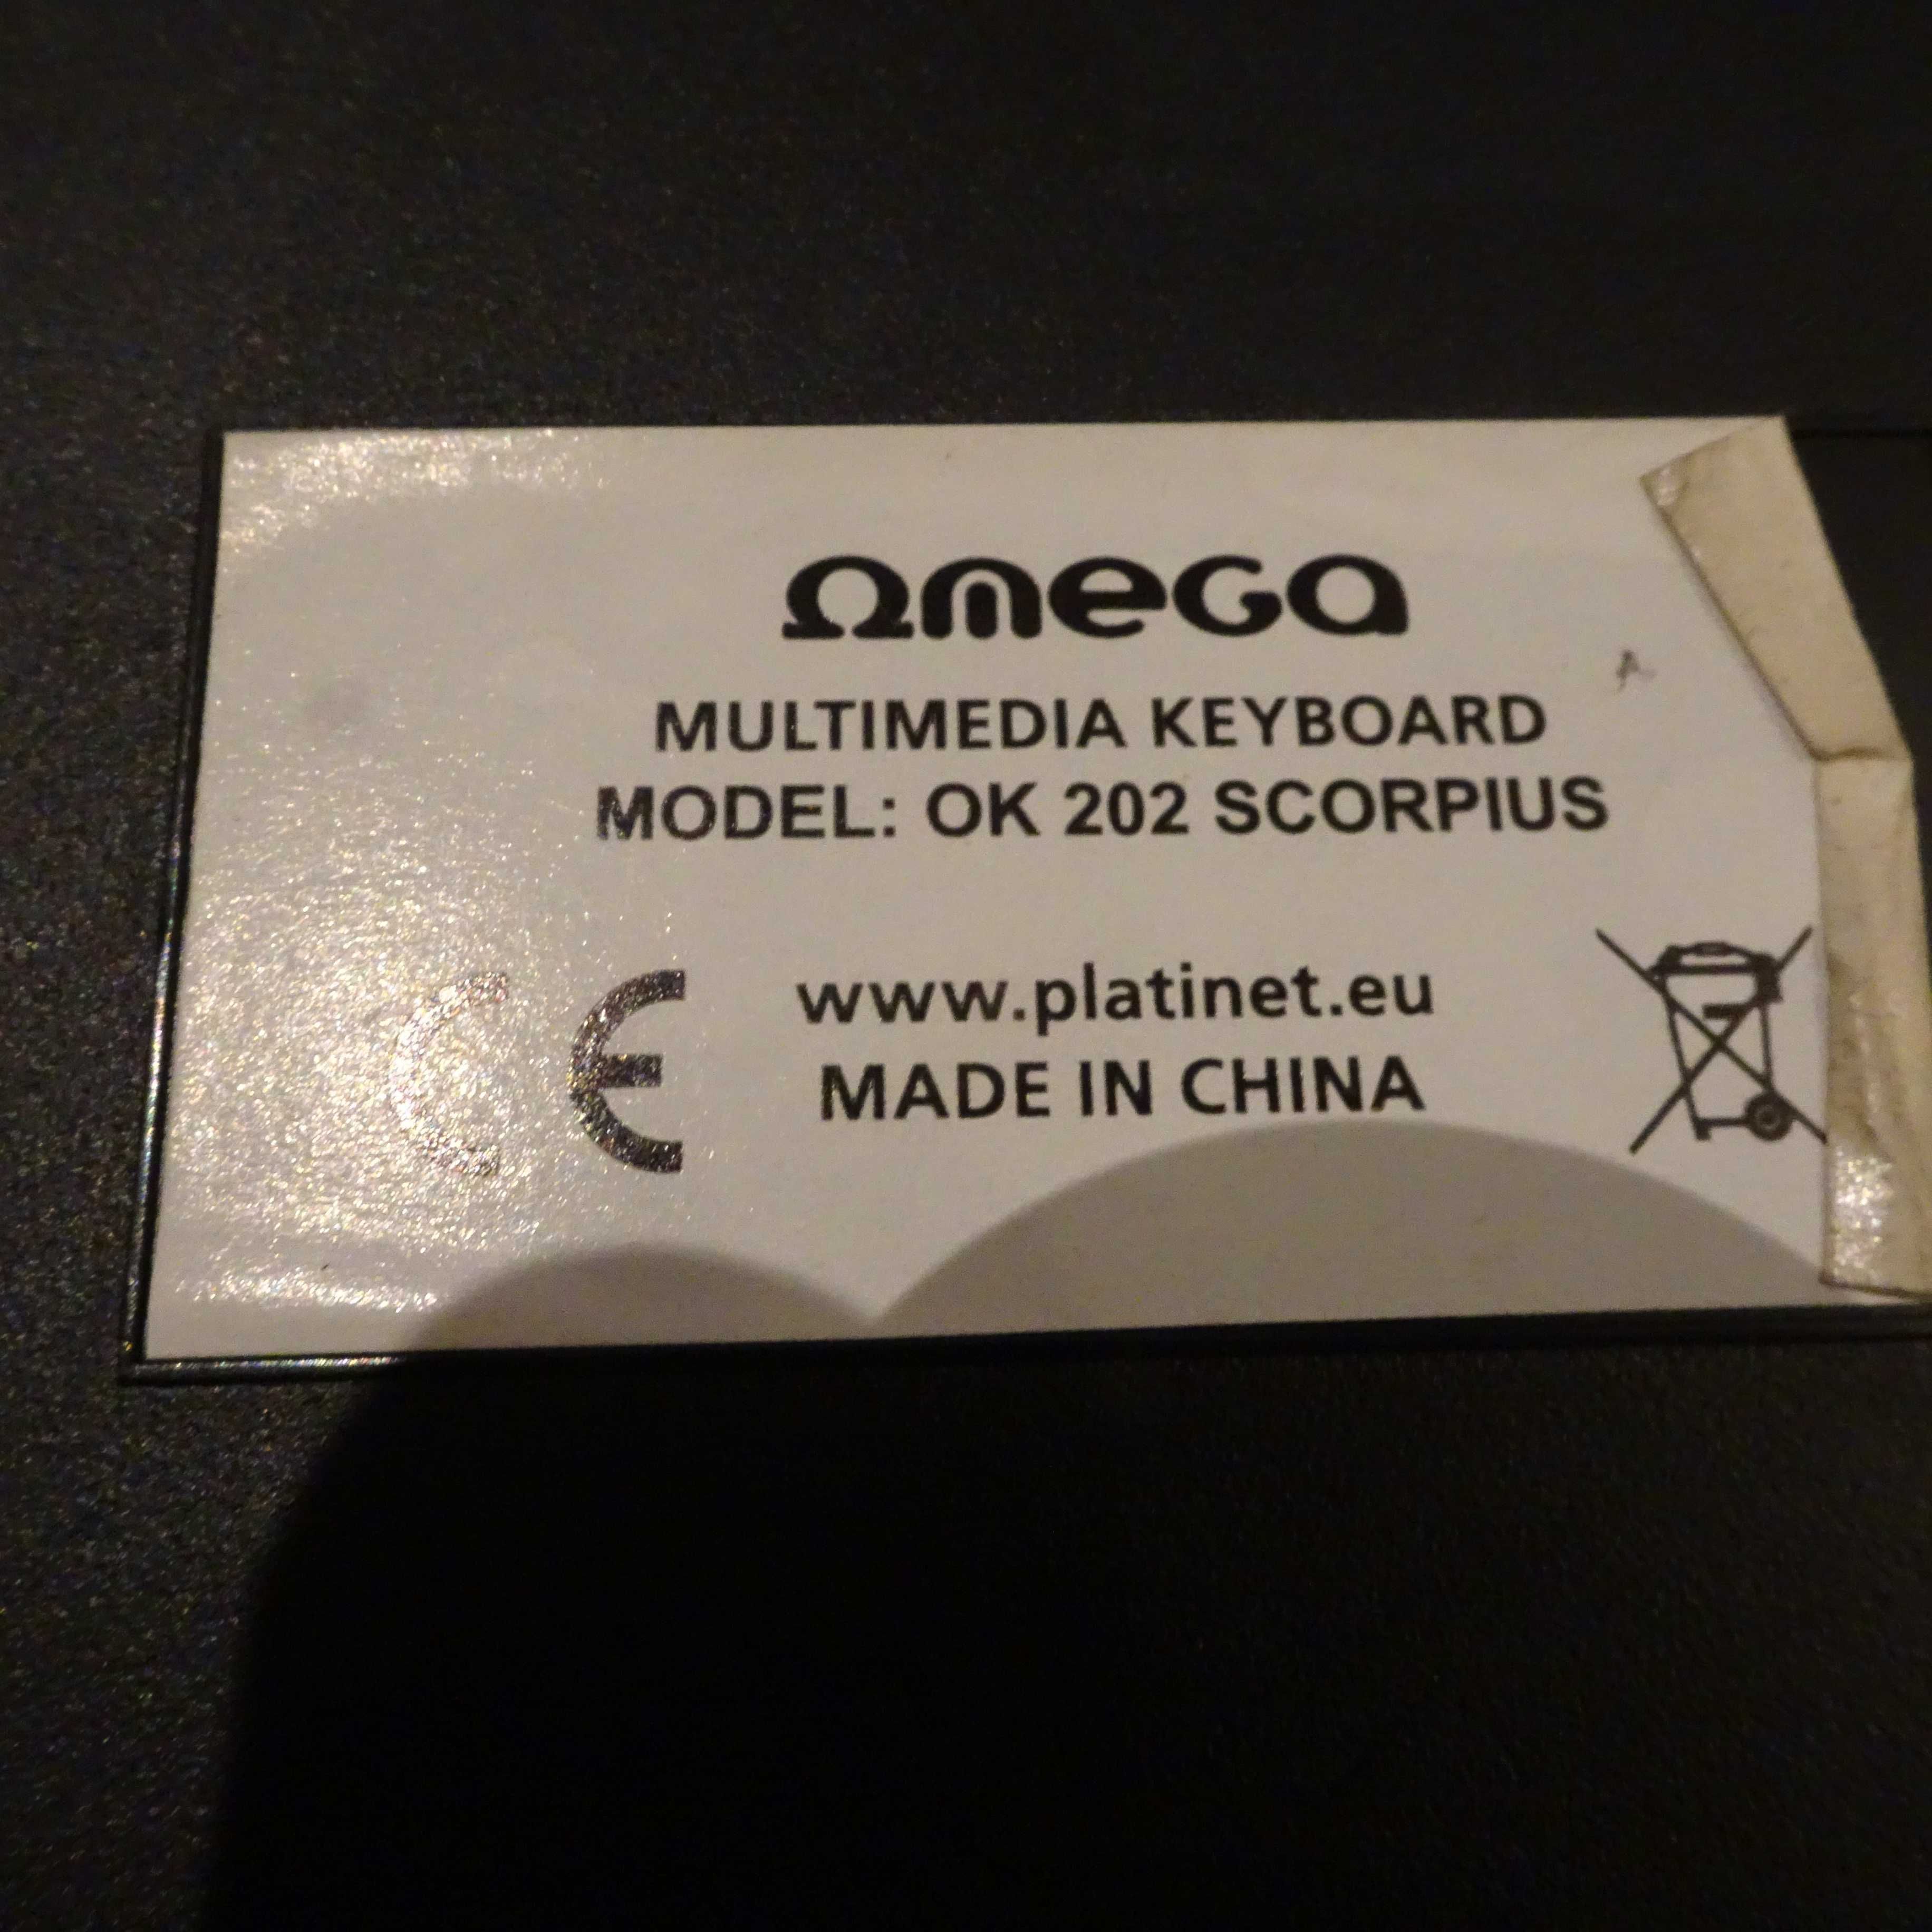 Ωmega
MULTIMEDIA KEYBOARD
MODEL: OK 202 SCORPIUS
CE
www.platinet.eu
MADE IN CHINA